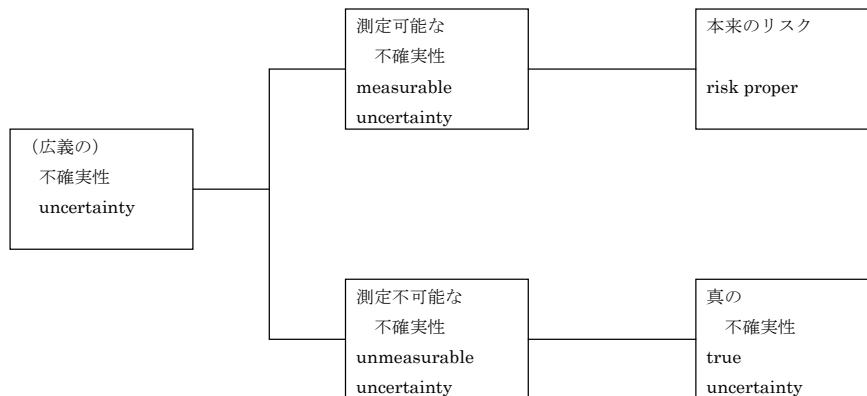 測定可能な
不確実性
measurable
uncertainty
本来のリスク
risk proper
（広義の）
不確実性
uncertainty
測定不可能な
不確実性
unmeasurable
uncertainty
真の
不確実性
true
uncertainty